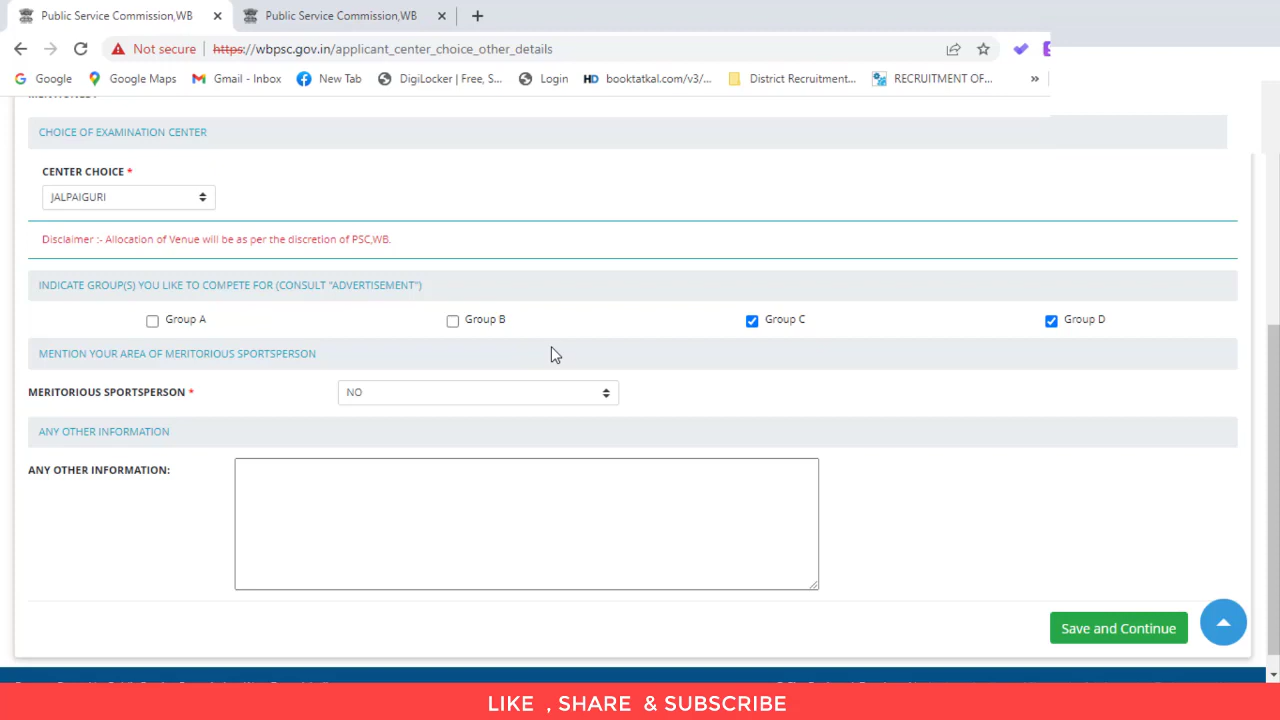 Public Service Commission,WB
Public Service Commission,WB
Not secure https://wbpsc.gov.in/applicant_center_choice_other_details
Google Google Maps Gmail - Inbox New Tab DigiLocker | Free, S... Login HD booktatkal.com/v3/... District Recruitment... RECRUITMENT OF... »
CHOICE OF EXAMINATION CENTER
CENTER CHOICE *
JALPAIGURI
Disclaimer :- Allocation of Venue will be as per the discretion of PSC,WB.
INDICATE GROUP(S) YOU LIKE TO COMPETE FOR (CONSULT "ADVERTISEMENT")
Group A Group B Group C Group D
MENTION YOUR AREA OF MERITORIOUS SPORTSPERSON
MERITORIOUS SPORTSPERSON * NO
ANY OTHER INFORMATION
ANY OTHER INFORMATION:
Save and Continue
LIKE , SHARE & SUBSCRIBE